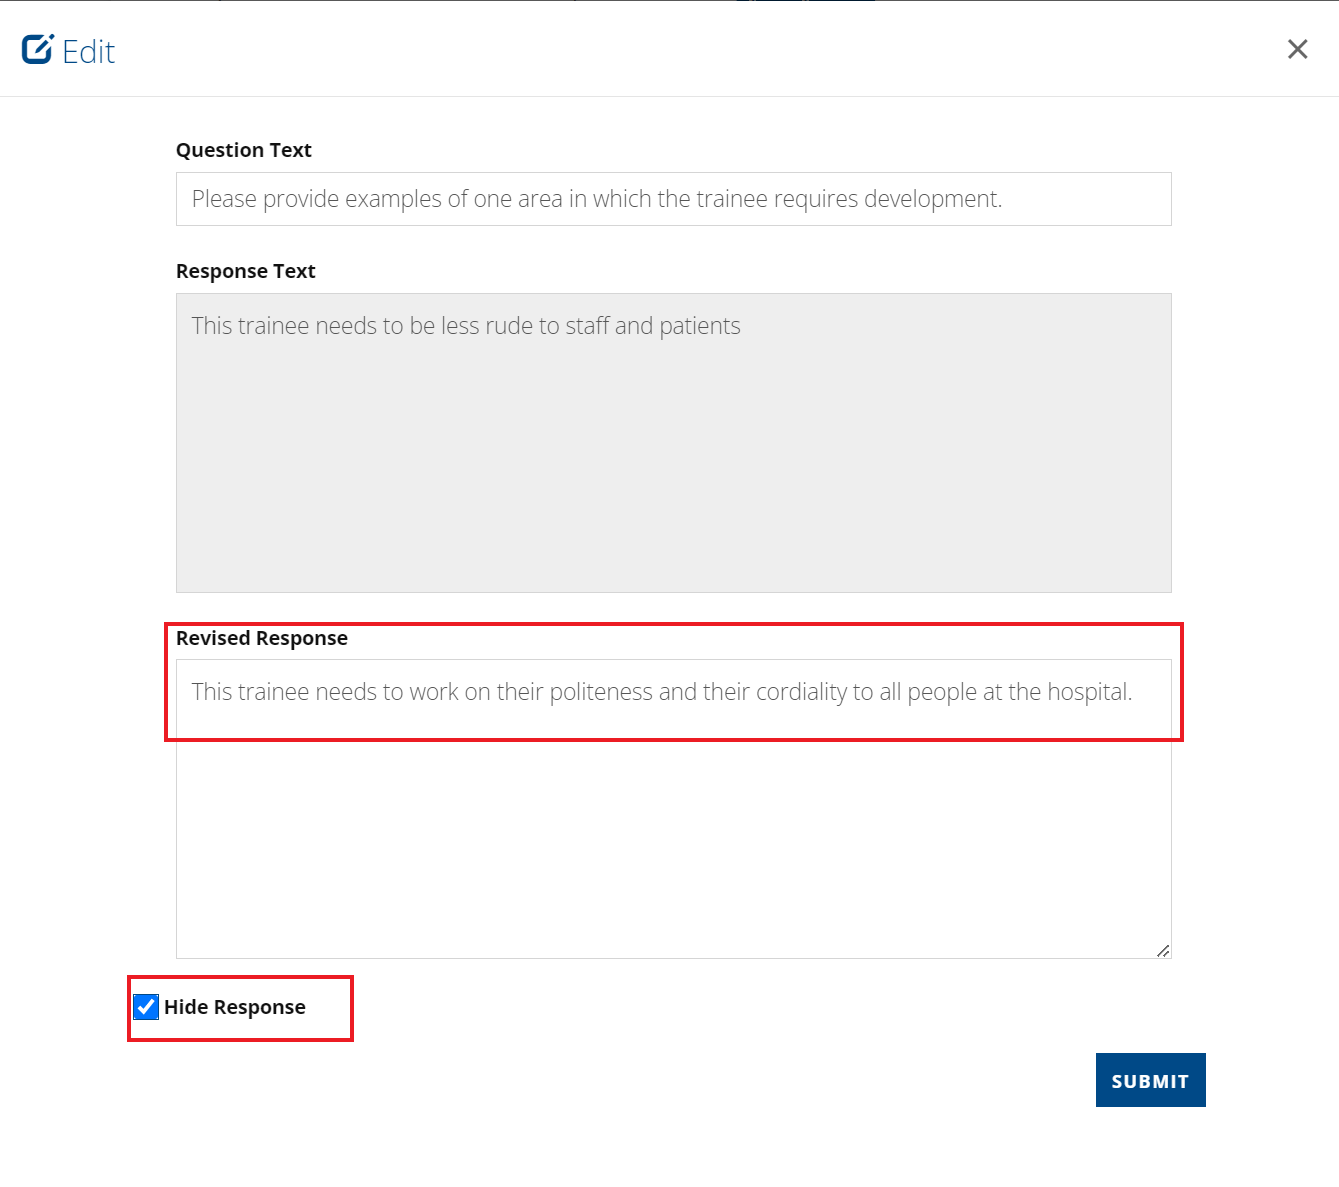 Edit
Question Text
Please provide examples of one area in which the trainee requires development.
Response Text
This trainee needs to be less rude to staff and patients
Revised Response
This trainee needs to work on their politeness and their cordiality to all people at the hospital.
Hide Response
SUBMIT